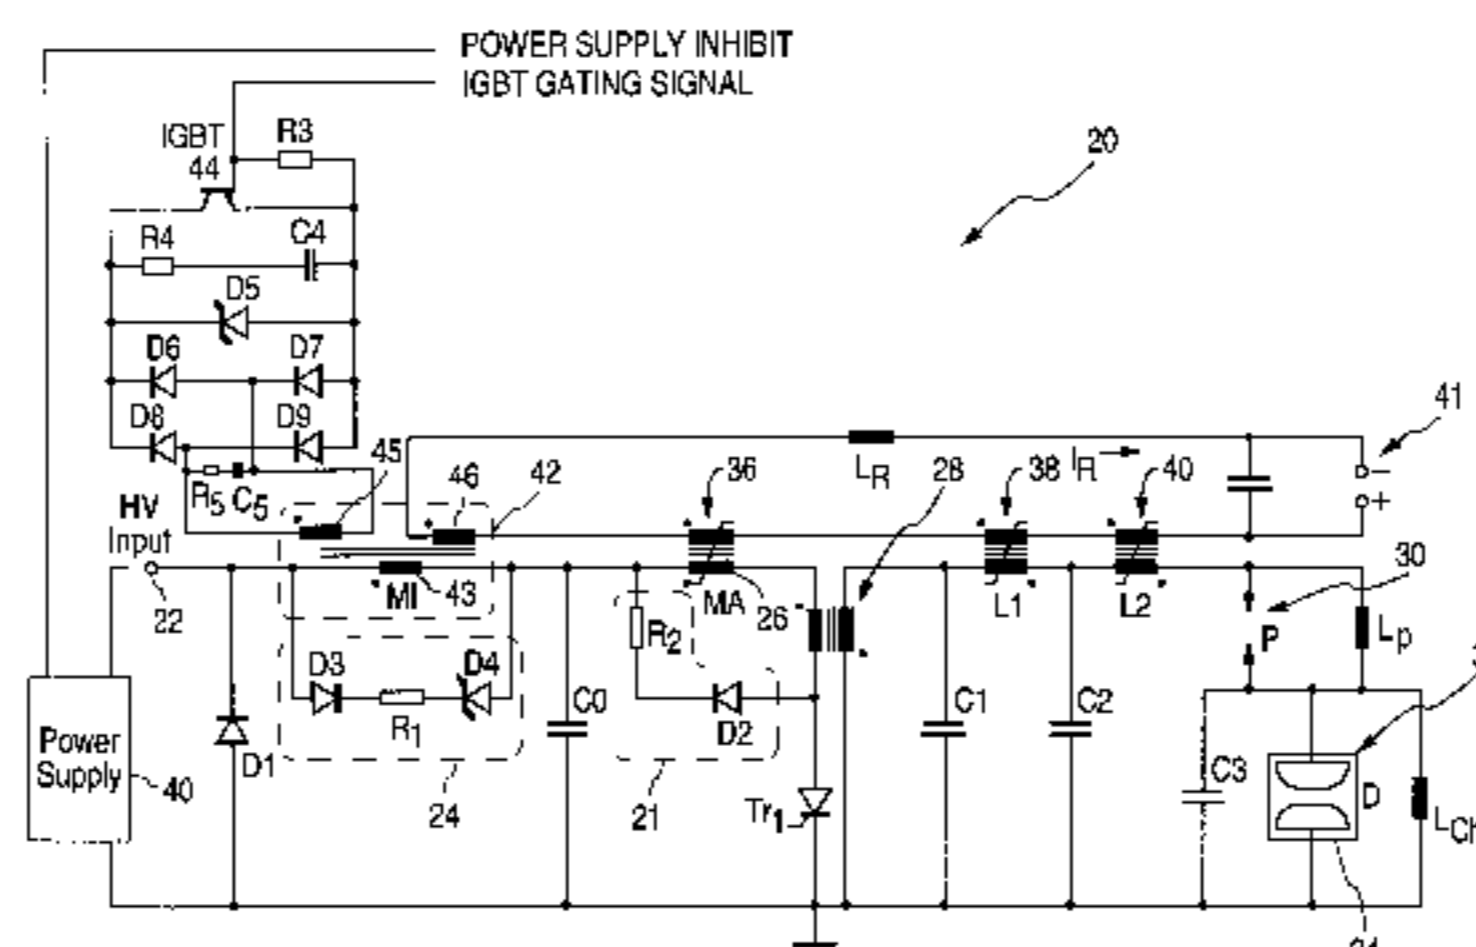 POWER SUPPLY INHIBIT
IGBT GATING SIGNAL
IGBT
44
R3
20
R4
C4
D5
D6
D7
D8
D9
41
45
46
42
36
LR
28
38
IR
40
−
+
R5
C5
HV
Input
22
MI
43
MA
26
L1
L2
30
R2
P
Lp
D3
D4
R1
C0
D2
C1
C2
D1
24
21
Tr1
C3
D
LCh
Power
Supply
40